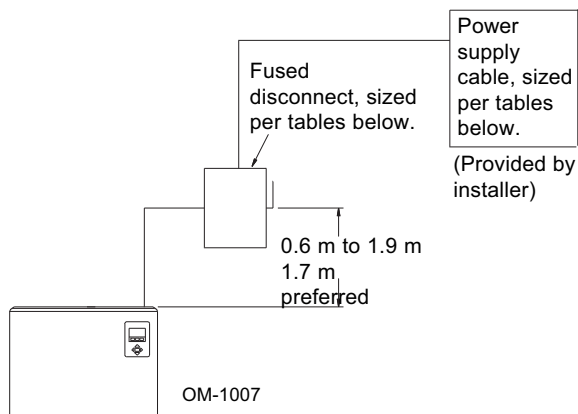 Power
supply
cable, sized
per tables
below.
(Provided by
installer)
Fused
disconnect, sized
per tables below.
0.6 m to 1.9 m
1.7 m
preferred
OM-1007